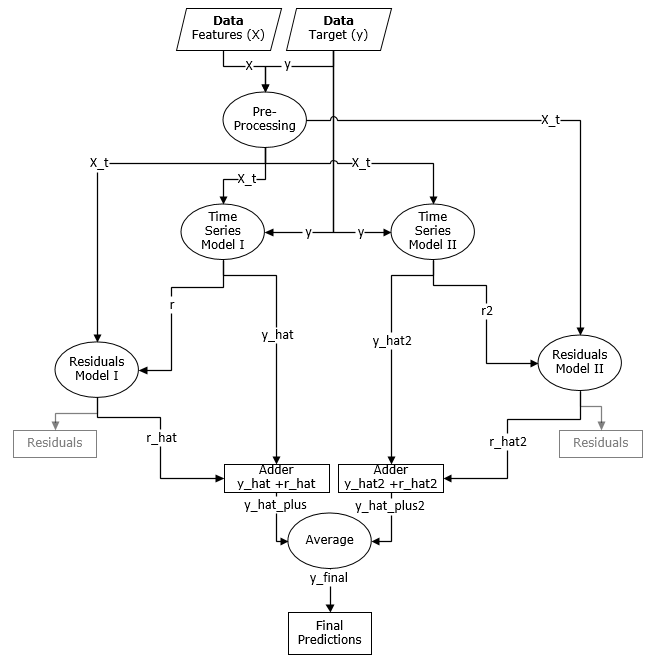 Data
Features (X)
Data
Target (y)
X
y
Pre-
Processing
X_t
X_t
X_t
X_t
Time
Series
Model I
y
y
Time
Series
Model II
r
r2
y_hat
y_hat2
Residuals
Model I
Residuals
Model II
Residuals
r_hat
r_hat2
Residuals
Adder
y_hat +r_hat
Adder
y_hat2 +r_hat2
y_hat_plus
y_hat_plus2
Average
y_final
Final
Predictions